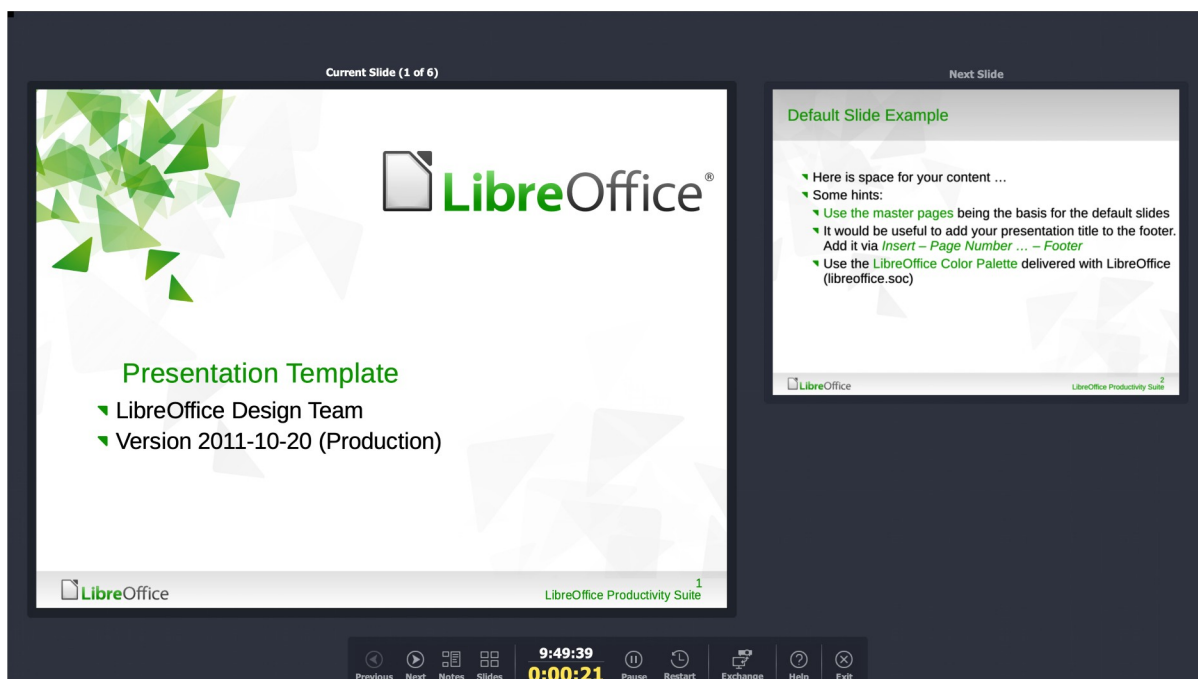 Current Slide (1 of 6)
LibreOffice®
Presentation Template
LibreOffice Design Team
Version 2011-10-20 (Production)
LibreOffice
1
LibreOffice Productivity Suite
Next Slide
Default Slide Example
Here is space for your content …
Some hints:
Use the master pages being the basis for the default slides
It would be useful to add your presentation title to the footer.
Add it via Insert – Page Number … – Footer
Use the LibreOffice Color Palette delivered with LibreOffice
(libreoffice.soc)
LibreOffice
2
LibreOffice Productivity Suite
9:49:39
0:00:21
Previous Next Notes Slides Pause Restart Exchange Help Exit